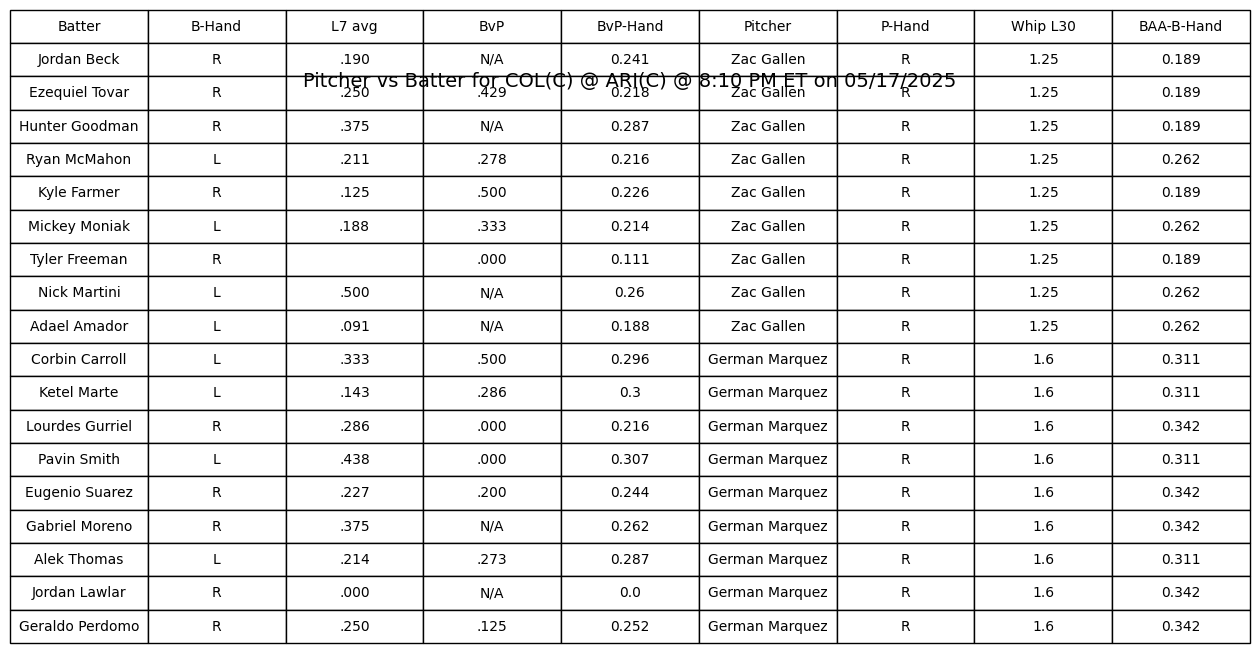 Batter B-Hand L7 avg BvP BvP-Hand Pitcher P-Hand Whip L30 BAA-B-Hand
Jordan Beck R .190 N/A 0.241 Zac Gallen R 1.25 0.189
Pitcher vs Batter for COL(C) @ ARI(C) @ 8:10 PM ET on 05/17/2025
Ezequiel Tovar R .250 .429 0.218 Zac Gallen R 1.25 0.189
Hunter Goodman R .375 N/A 0.287 Zac Gallen R 1.25 0.189
Ryan McMahon L .211 .278 0.216 Zac Gallen R 1.25 0.262
Kyle Farmer R .125 .500 0.226 Zac Gallen R 1.25 0.189
Mickey Moniak L .188 .333 0.214 Zac Gallen R 1.25 0.262
Tyler Freeman R .000 0.111 Zac Gallen R 1.25 0.189
Nick Martini L .500 N/A 0.26 Zac Gallen R 1.25 0.262
Adael Amador L .091 N/A 0.188 Zac Gallen R 1.25 0.262
Corbin Carroll L .333 .500 0.296 German Marquez R 1.6 0.311
Ketel Marte L .143 .286 0.3 German Marquez R 1.6 0.311
Lourdes Gurriel R .286 .000 0.216 German Marquez R 1.6 0.342
Pavin Smith L .438 .000 0.307 German Marquez R 1.6 0.311
Eugenio Suarez R .227 .200 0.244 German Marquez R 1.6 0.342
Gabriel Moreno R .375 N/A 0.262 German Marquez R 1.6 0.342
Alek Thomas L .214 .273 0.287 German Marquez R 1.6 0.311
Jordan Lawlar R .000 N/A 0.0 German Marquez R 1.6 0.342
Geraldo Perdomo R .250 .125 0.252 German Marquez R 1.6 0.342